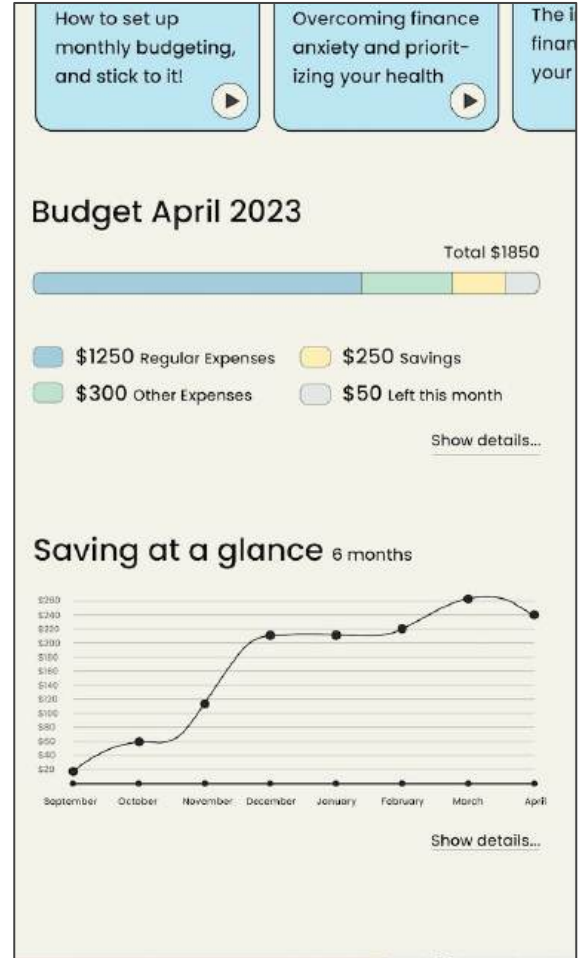 How to set up
monthly budgeting,
and stick to it!
Overcoming finance
anxiety and priorit-
izing your health
The
finan
your
Budget April 2023
Total $1850
$1250 Regular Expenses
$250 Savings
$300 Other Expenses
$50 Left this month
Show details...
Saving at a glance 6 months
$260
$240
$220
$200
$180
$160
$140
$120
$100
$80
$60
$40
$20
September October November December January February March April
Show details...